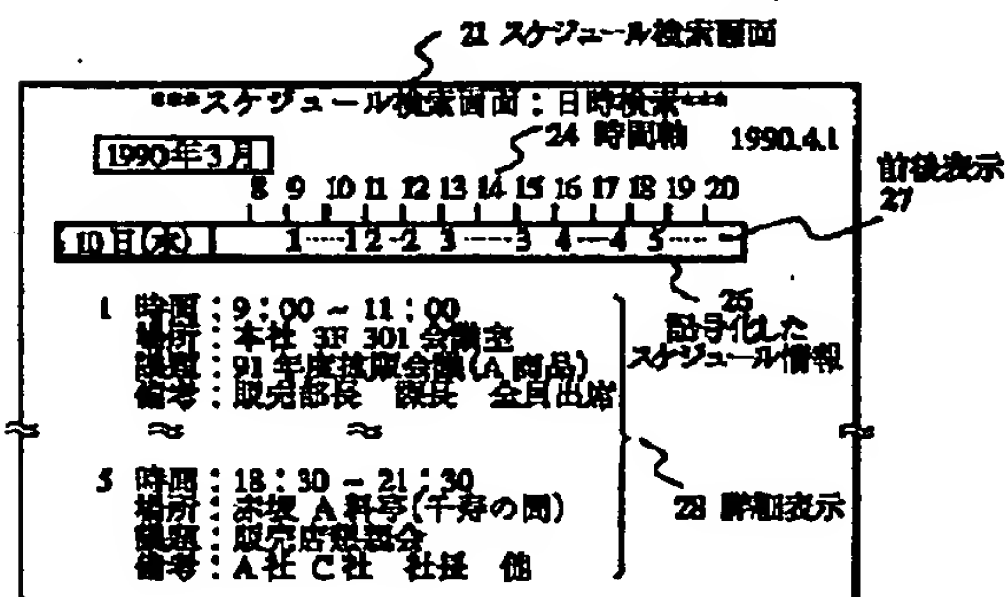 21 スケジュール検索画面
***スケジュール検索画面：日時検索***
24 時間軸
1990年3月
1990.4.1
前後表示
27
8 9 10 11 12 13 14 15 16 17 18 19 20
10日(水) 1-----1 2--2 3------3 4---4 5-----
26
記号化した
スケジュール情報
1 時間：9：00 ~ 11：00
場所：本社 3F 301 会議室
議題：91 年度拡販会議(A 商品)
備考：販売部長 課長 全員出席
5 時間：18：30 ~ 21：30
場所：赤坂 A 料亭(千寿の間)
議題：販売店懇親会
備考：A社 C社 社長 他
28 詳細表示